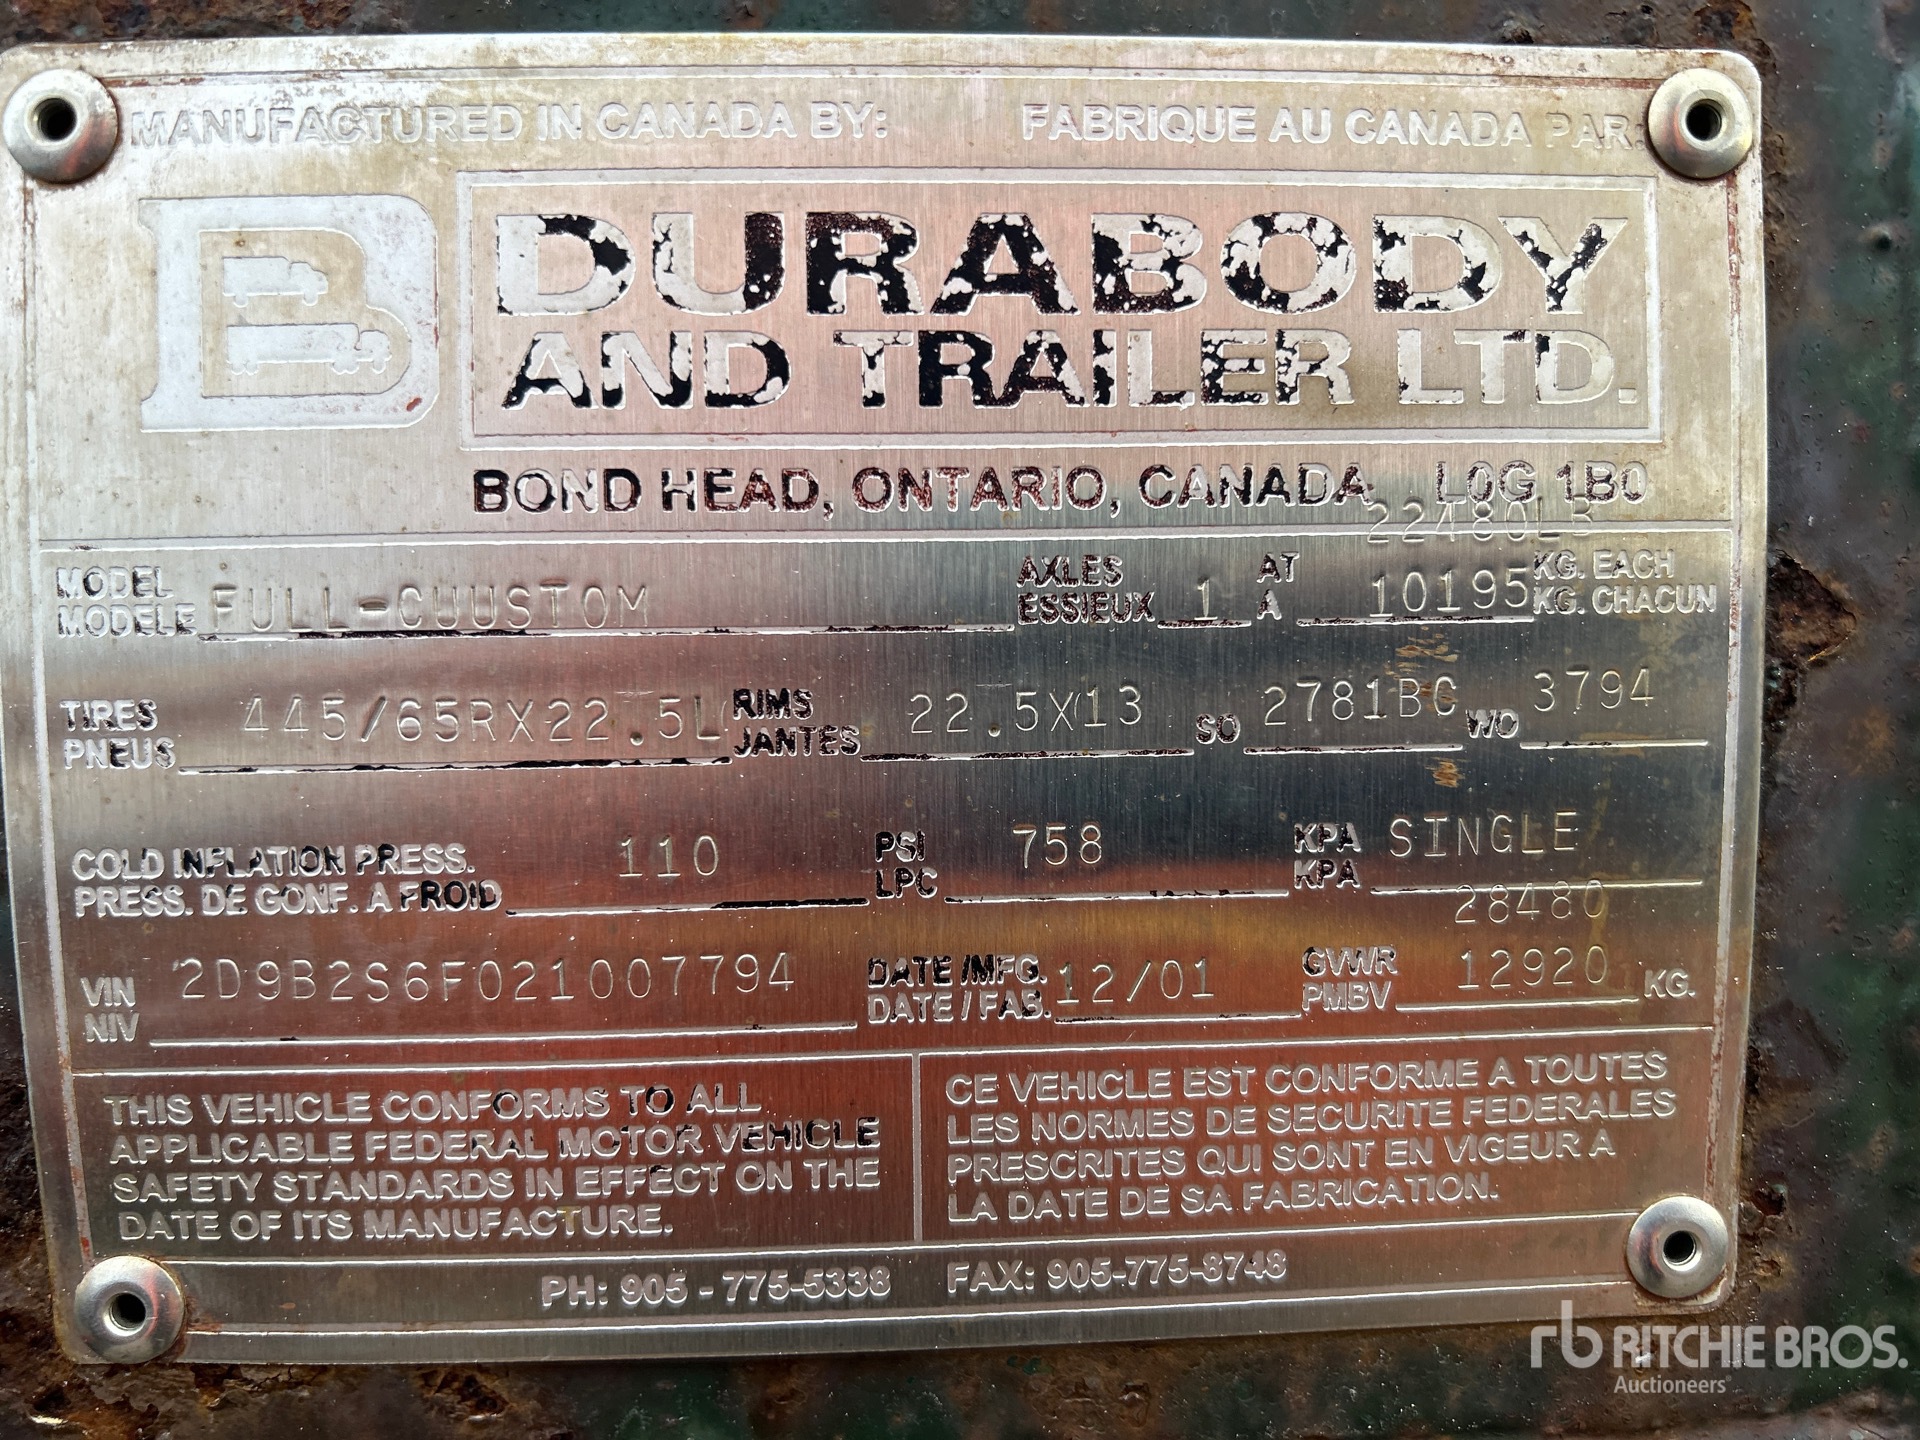 MANUFACTURED IN CANADA BY: FABRIQUE AU CANADA PAR:
B
DURABODY
AND TRAILER LTD.
BOND HEAD, ONTARIO, CANADA L0G 1B0
22480LB
MODEL FULL-CUUSTOM AXLES 1 AT 10195 KG. EACH
MODELE ESSIEUX A KG. CHACUN
TIRES 445/65RX22.5L RIMS 22.5X13 SO 2781BC WO 3794
PNEUS JANTES
COLD INFLATION PRESS. 110 PSI 758 KPA SINGLE
PRESS. DE GONF. A FROID LPC KPA
28480
VIN 2D9B2S6F021007794 DATE /MFG. 12/01 GVWR 12920 KG.
NIV DATE / FAB. PMBV
THIS VEHICLE CONFORMS TO ALL
APPLICABLE FEDERAL MOTOR VEHICLE
SAFETY STANDARDS IN EFFECT ON THE
DATE OF ITS MANUFACTURE.
CE VEHICLE EST CONFORME A TOUTES
LES NORMES DE SECURITE FEDERALES
PRESCRITES QUI SONT EN VIGEUR A
LA DATE DE SA FABRICATION.
PH: 905 - 775-5338 FAX: 905-775-8748
rb RITCHIE BROS.
Auctioneers